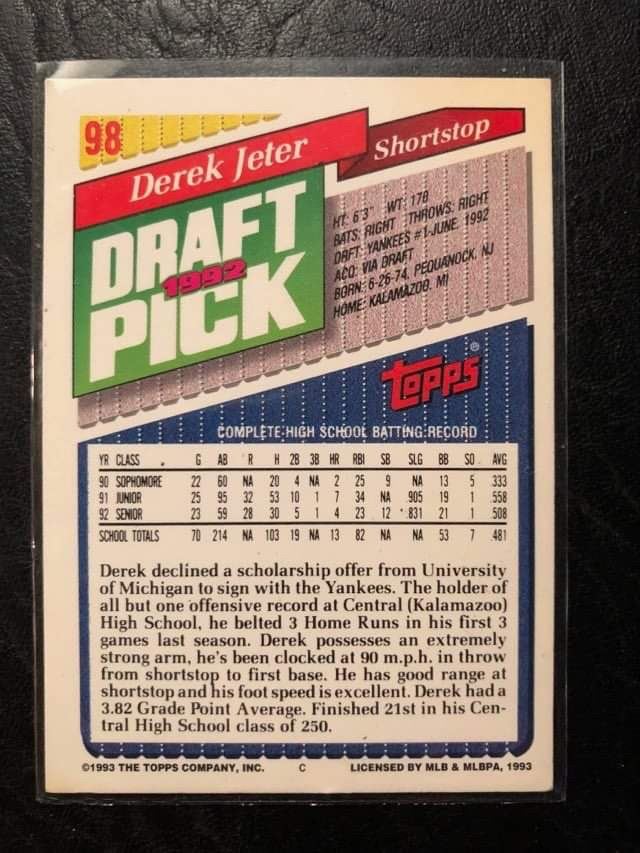 98
Derek Jeter
Shortstop
DRAFT
1992
PICK
HT: 6'3" WT: 178
BATS: RIGHT THROWS: RIGHT
DRFT: YANKEES #1-JUNE, 1992
ACQ: VIA DRAFT
BORN: 6-26-74, PEQUANOCK, NJ
HOME: KALAMAZOO, MI
TOPPS®
COMPLETE HIGH SCHOOL BATTING RECORD
YR CLASS G AB R H 2B 3B HR RBI SB SLG BB SO AVG
90 SOPHOMORE 22 60 NA 20 4 NA 2 25 9 NA 13 5 .333
91 JUNIOR 25 95 32 53 10 1 7 34 NA .905 19 1 .558
92 SENIOR 23 59 28 30 5 1 4 23 12 .831 21 1 .508
SCHOOL TOTALS 70 214 NA 103 19 NA 13 82 NA NA 53 7 .481
Derek declined a scholarship offer from University
of Michigan to sign with the Yankees. The holder of
all but one offensive record at Central (Kalamazoo)
High School, he belted 3 Home Runs in his first 3
games last season. Derek possesses an extremely
strong arm, he's been clocked at 90 m.p.h. in throw
from shortstop to first base. He has good range at
shortstop and his foot speed is excellent. Derek had a
3.82 Grade Point Average. Finished 21st in his Cen-
tral High School class of 250.
©1993 THE TOPPS COMPANY, INC. C LICENSED BY MLB & MLBPA, 1993